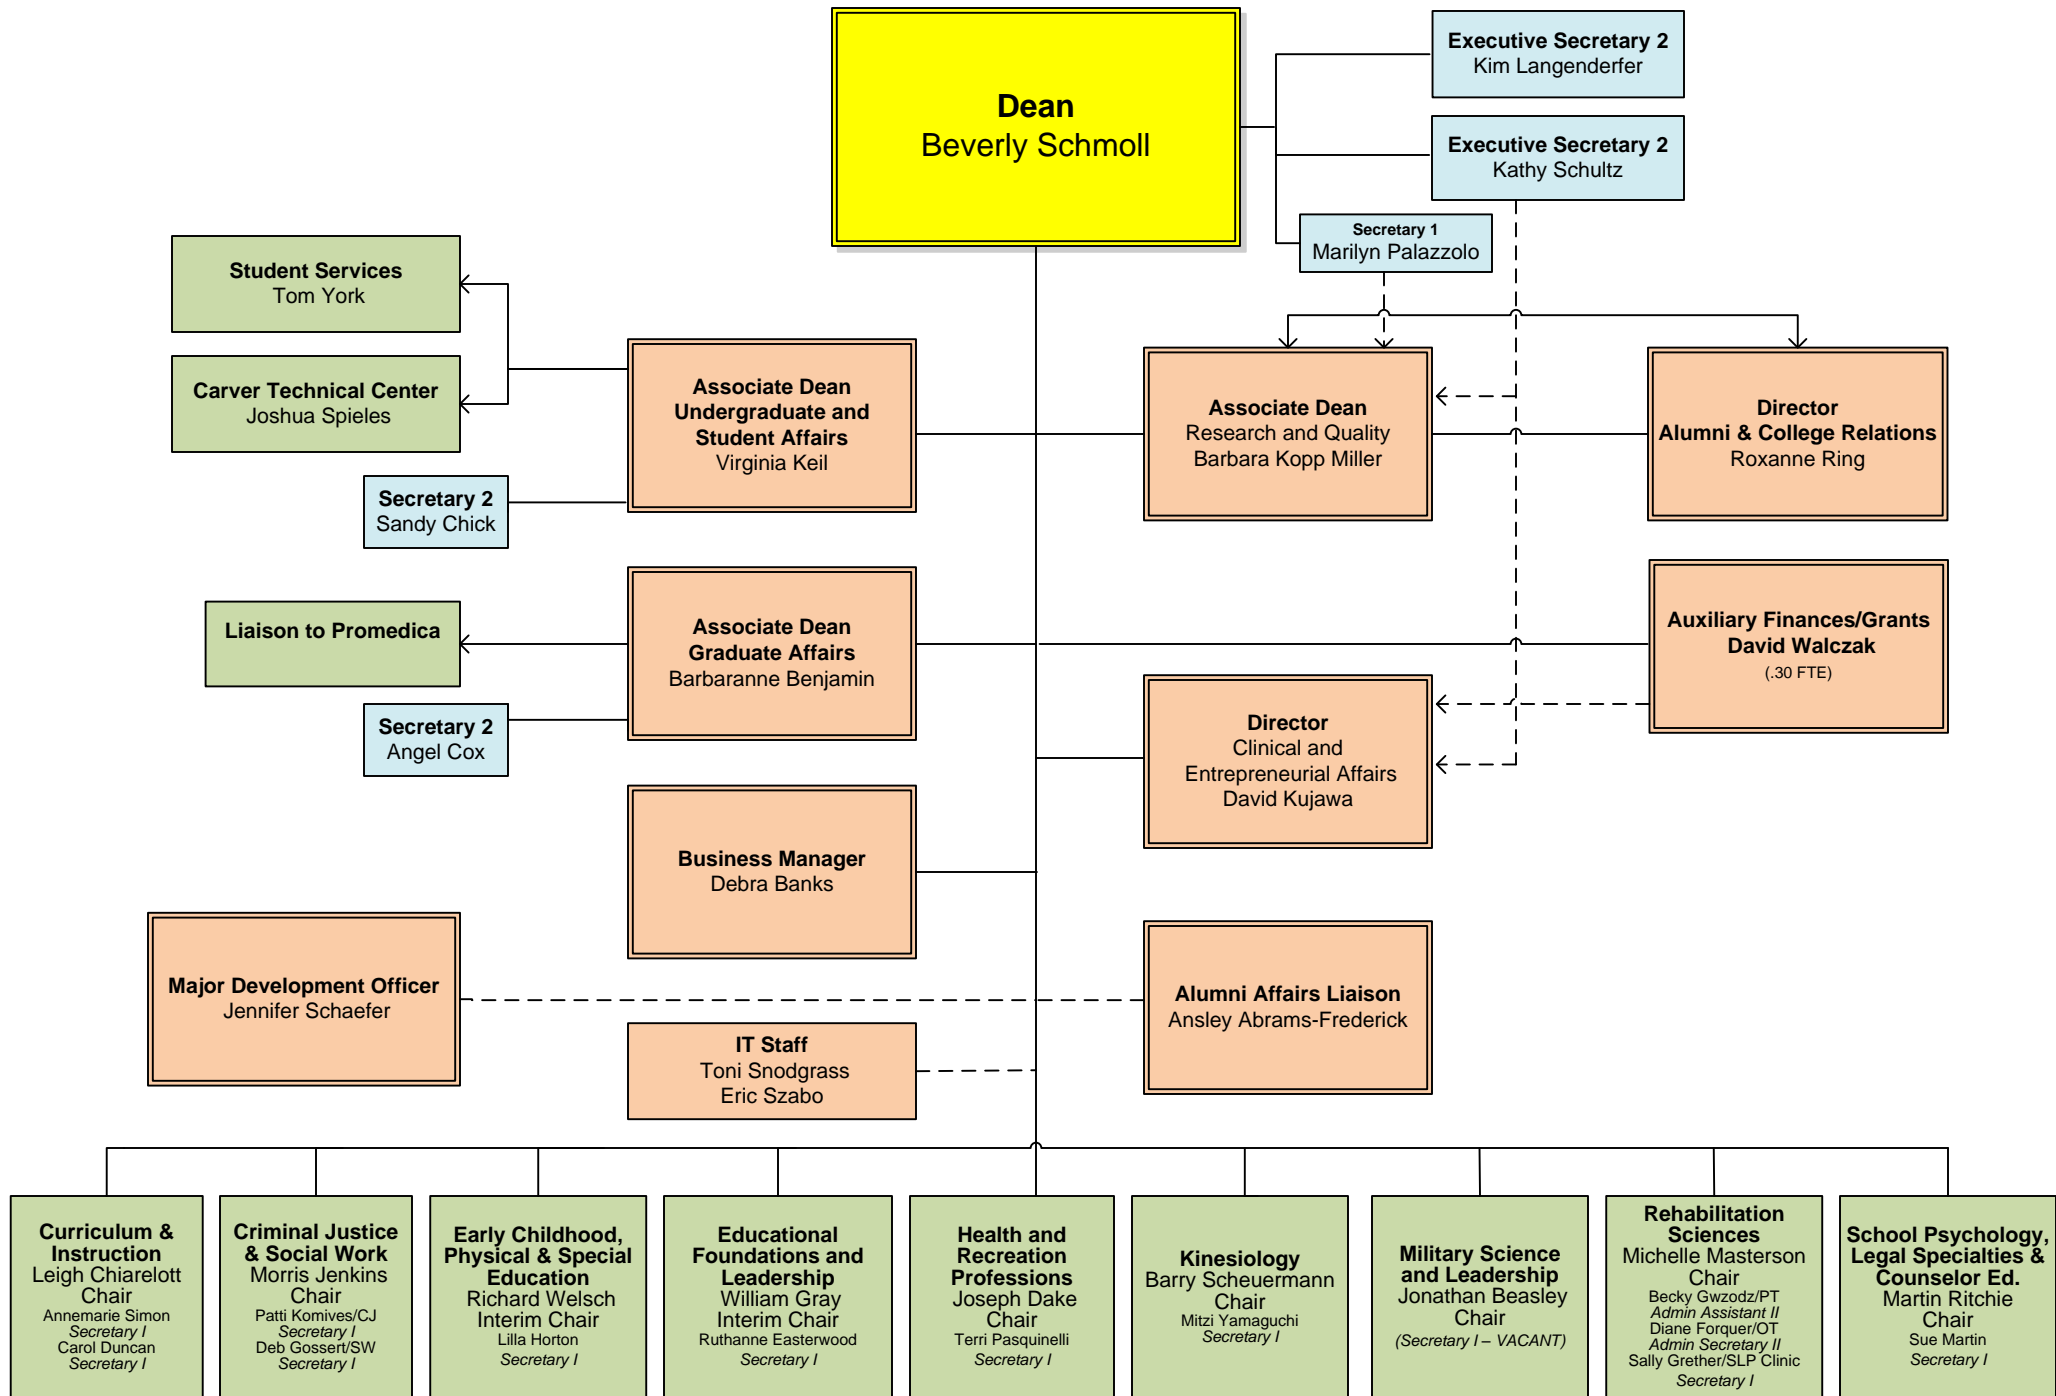 Dean
Beverly Schmoll
Executive Secretary 2
Kim Langenderfer
Executive Secretary 2
Kathy Schultz
Secretary 1
Marilyn Palazzolo
Student Services
Tom York
Carver Technical Center
Joshua Spieles
Secretary 2
Sandy Chick
Associate Dean
Undergraduate and
Student Affairs
Virginia Keil
Associate Dean
Research and Quality
Barbara Kopp Miller
Director
Alumni & College Relations
Roxanne Ring
Liaison to Promedica
Secretary 2
Angel Cox
Associate Dean
Graduate Affairs
Barbaranne Benjamin
Auxiliary Finances/Grants
David Walczak
(.30 FTE)
Director
Clinical and
Entrepreneurial Affairs
David Kujawa
Business Manager
Debra Banks
Major Development Officer
Jennifer Schaefer
Alumni Affairs Liaison
Ansley Abrams-Frederick
IT Staff
Toni Snodgrass
Eric Szabo
Curriculum &
Instruction
Leigh Chiarelott
Chair
Annemarie Simon
Secretary I
Carol Duncan
Secretary I
Criminal Justice
& Social Work
Morris Jenkins
Chair
Patti Komives/CJ
Secretary I
Deb Gossert/SW
Secretary I
Early Childhood,
Physical & Special
Education
Richard Welsch
Interim Chair
Lilla Horton
Secretary I
Educational
Foundations and
Leadership
William Gray
Interim Chair
Ruthanne Easterwood
Secretary I
Health and
Recreation
Professions
Joseph Dake
Chair
Terri Pasquinelli
Secretary I
Kinesiology
Barry Scheuermann
Chair
Mitzi Yamaguchi
Secretary I
Military Science
and Leadership
Jonathan Beasley
Chair
(Secretary I – VACANT)
Rehabilitation
Sciences
Michelle Masterson
Chair
Becky Gwzodz/PT
Admin Assistant II
Diane Forquer/OT
Admin Secretary II
Sally Grether/SLP Clinic
Secretary I
School Psychology,
Legal Specialties &
Counselor Ed.
Martin Ritchie
Chair
Sue Martin
Secretary I